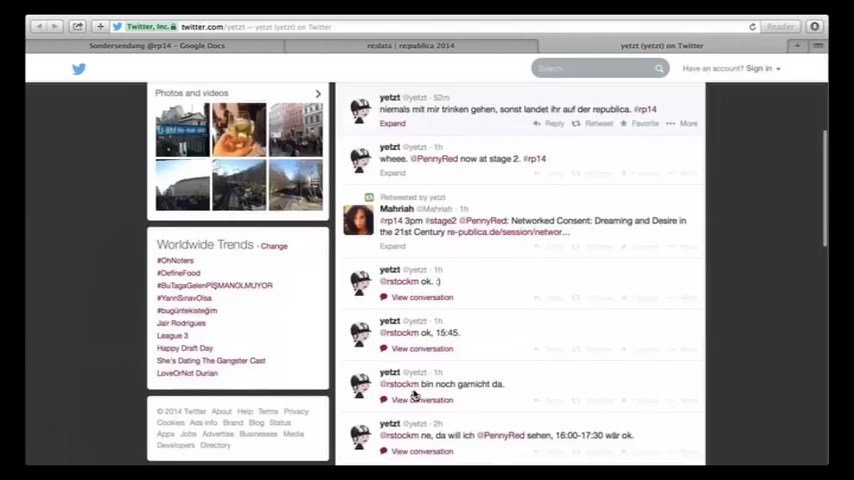 Twitter, Inc. twitter.com/yetzt — yetzt (yetzt) on Twitter
Reader
Sondersendung @rp14 – Google Docs
re:data | re:publica 2014
yetzt (yetzt) on Twitter
Search
Have an account? Sign in
Photos and videos
Worldwide Trends · Change
#OhNoters
#DefineFood
#BuTagaGelenPİŞMANOLMUYOR
#YarınSınavOlsa
#bugüntekisteğim
Jair Rodrigues
League 3
Happy Draft Day
She's Dating The Gangster Cast
LoveOrNot Durian
© 2014 Twitter About Help Terms Privacy
Cookies Ads info Brand Blog Status
Apps Jobs Advertise Businesses Media
Developers Directory
yetzt @yetzt · 52m
niemals mit mir trinken gehen, sonst landet ihr auf der republica. #rp14
Expand Reply Retweet Favorite More
yetzt @yetzt · 1h
wheee. @PennyRed now at stage 2. #rp14
Expand
Retweeted by yetzt
Mahriah @Mahriah · 1h
#rp14 3pm #stage2 @PennyRed: Networked Consent: Dreaming and Desire in
the 21st Century re-publica.de/session/networ...
Expand
yetzt @yetzt · 1h
@rstockm ok. :)
View conversation
yetzt @yetzt · 1h
@rstockm ok, 15:45.
View conversation
yetzt @yetzt · 1h
@rstockm bin noch garnicht da.
View conversation
yetzt @yetzt · 2h
@rstockm ne, da will ich @PennyRed sehen, 16:00-17:30 wär ok.
View conversation